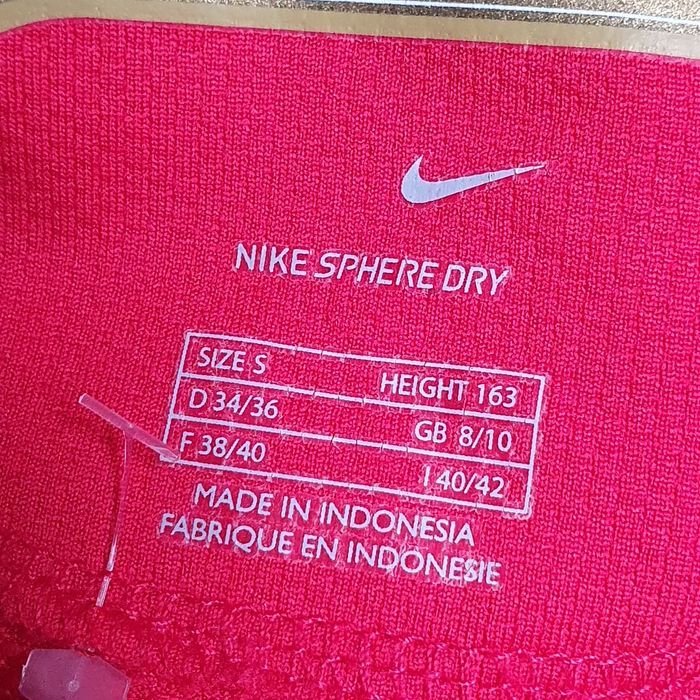 NIKE SPHERE DRY
SIZE S HEIGHT 163
D 34/36 GB 8/10
F 38/40 I 40/42
MADE IN INDONESIA
FABRIQUE EN INDONESIE